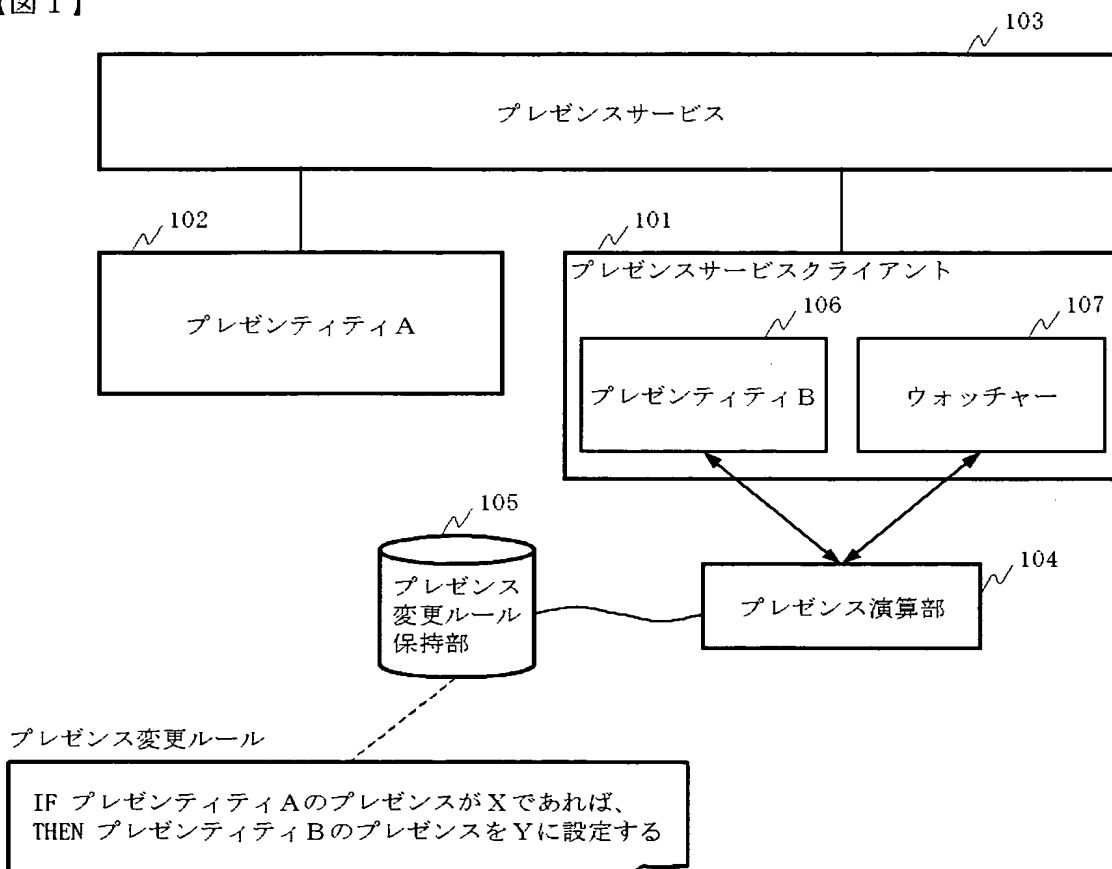 【図1】
103
プレゼンスサービス
102
プレゼンティティA
101
プレゼンスサービスクライアント
106
プレゼンティティB
107
ウォッチャー
105
プレゼンス
変更ルール
保持部
104
プレゼンス演算部
プレゼンス変更ルール
IF プレゼンティティAのプレゼンスがXであれば、
THEN プレゼンティティBのプレゼンスをYに設定する